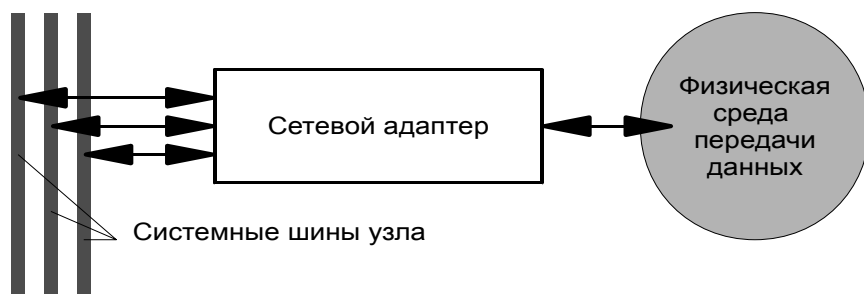 Сетевой адаптер
Физическая
среда
передачи
данных
Системные шины узла